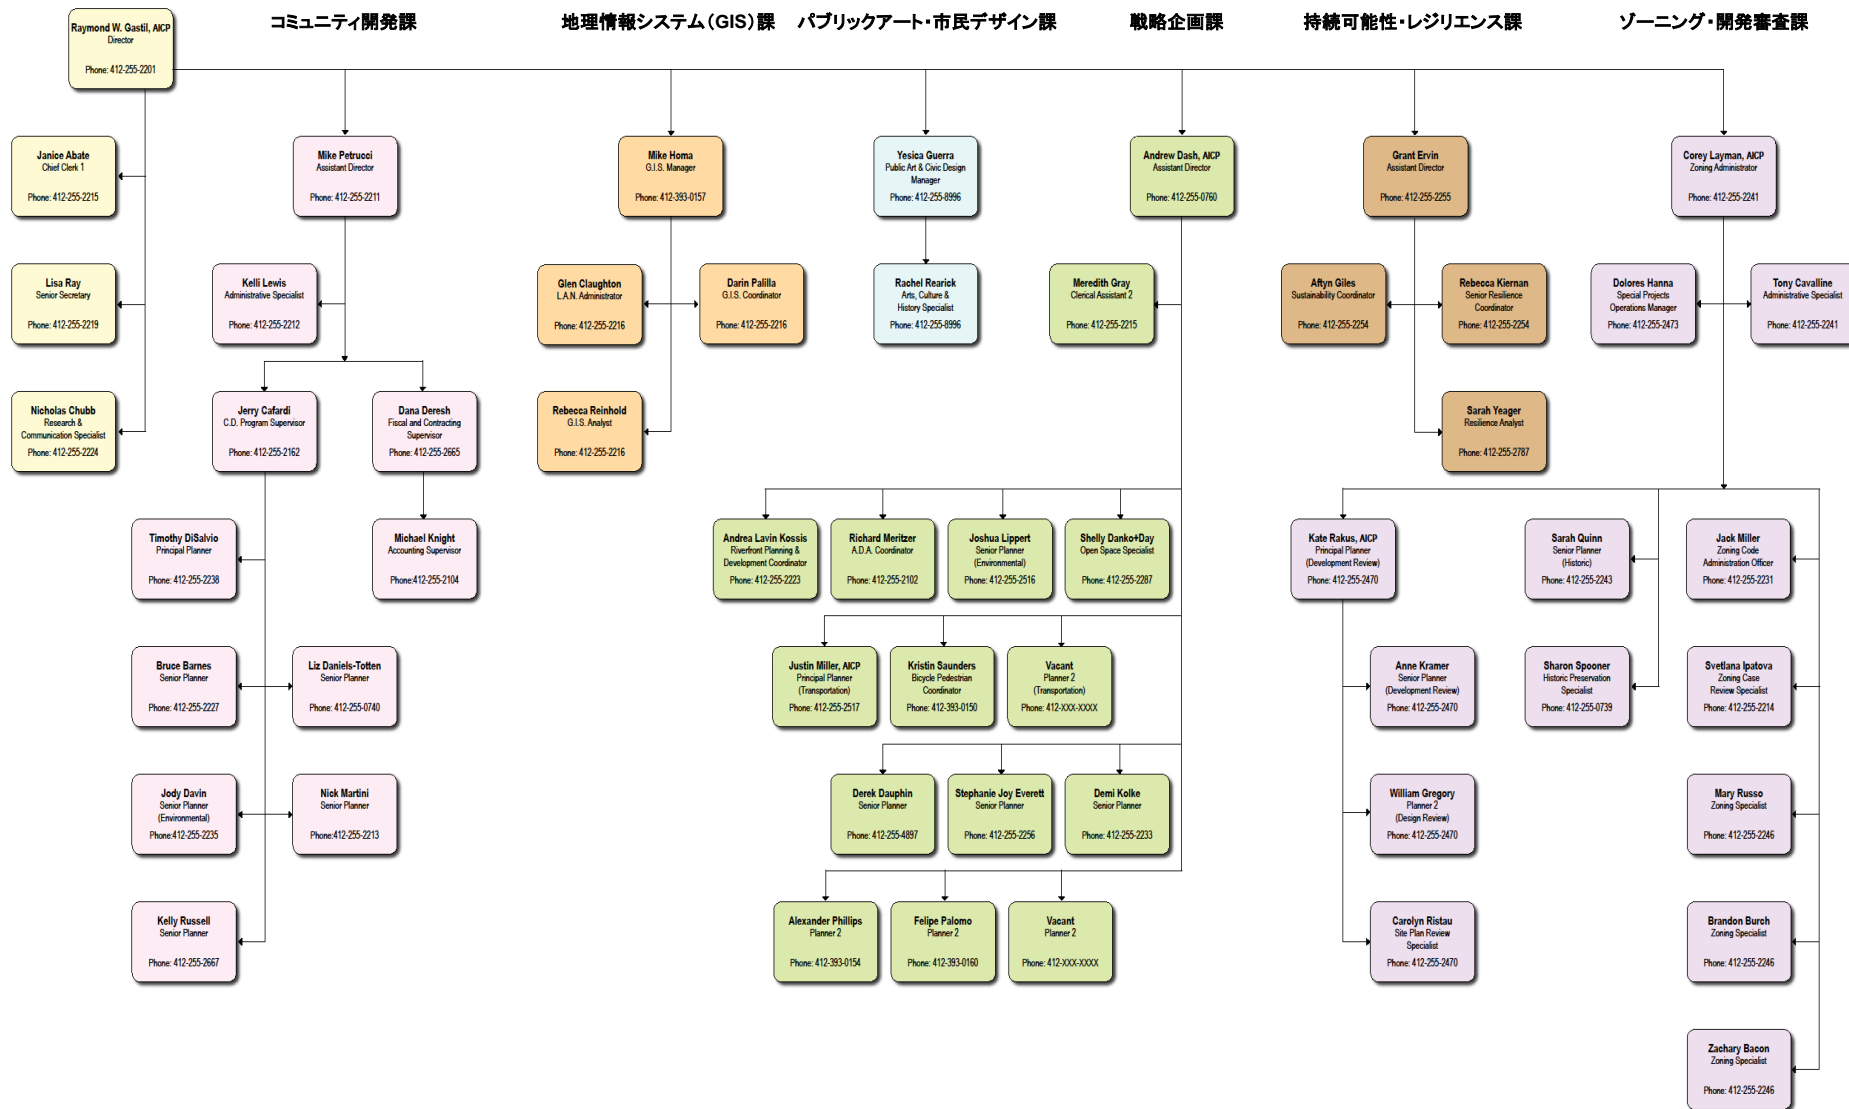 コミュニティ開発課
地理情報システム（GIS）課
パブリックアート・市民デザイン課
戦略企画課
持続可能性・レジリエンス課
ゾーニング・開発審査課
Raymond W. Gastil, AICP
Director
Phone: 412-255-2201
Janice Abate
Chief Clerk 1
Phone: 412-255-2215
Mike Petrucci
Assistant Director
Phone: 412-255-2211
Mike Homa
G.I.S. Manager
Phone: 412-393-0157
Yesica Guerra
Public Art & Civic Design
Manager
Phone: 412-255-8996
Andrew Dash, AICP
Assistant Director
Phone: 412-255-0760
Grant Ervin
Assistant Director
Phone: 412-255-2255
Corey Layman, AICP
Zoning Administrator
Phone: 412-255-2241
Lisa Ray
Senior Secretary
Phone: 412-255-2219
Kelli Lewis
Administrative Specialist
Phone: 412-255-2212
Glen Claughton
L.A.N. Administrator
Phone: 412-255-2216
Darin Palilla
G.I.S. Coordinator
Phone: 412-255-2216
Rachel Rearick
Arts, Culture &
History Specialist
Phone: 412-255-8996
Meredith Gray
Clerical Assistant 2
Phone: 412-255-2215
Aftyn Giles
Sustainability Coordinator
Phone: 412-255-2254
Rebecca Kiernan
Senior Resilience
Coordinator
Phone: 412-255-2254
Dolores Hanna
Special Projects
Operations Manager
Phone: 412-255-2473
Tony Cavalline
Administrative Specialist
Phone: 412-255-2241
Nicholas Chubb
Research &
Communication Specialist
Phone: 412-255-2224
Jerry Cafardi
C.D. Program Supervisor
Phone: 412-255-2162
Dana Deresh
Fiscal and Contracting
Supervisor
Phone: 412-255-2665
Rebecca Reinhold
G.I.S. Analyst
Phone: 412-255-2216
Sarah Yeager
Resilience Analyst
Phone: 412-255-2787
Timothy DiSalvio
Principal Planner
Phone: 412-255-2238
Michael Knight
Accounting Supervisor
Phone:412-255-2104
Andrea Lavin Kossis
Riverfront Planning &
Development Coordinator
Phone: 412-255-2223
Richard Meritzer
A.D.A. Coordinator
Phone: 412-255-2102
Joshua Lippert
Senior Planner
(Environmental)
Phone: 412-255-2516
Shelly Danko+Day
Open Space Specialist
Phone: 412-255-2287
Kate Rakus, AICP
Principal Planner
(Development Review)
Phone: 412-255-2470
Sarah Quinn
Senior Planner
(Historic)
Phone: 412-255-2243
Jack Miller
Zoning Code
Administration Officer
Phone: 412-255-2231
Bruce Barnes
Senior Planner
Phone: 412-255-2227
Liz Daniels-Totten
Senior Planner
Phone: 412-255-0740
Justin Miller, AICP
Principal Planner
(Transportation)
Phone: 412-255-2517
Kristin Saunders
Bicycle Pedestrian
Coordinator
Phone: 412-393-0150
Vacant
Planner 2
(Transportation)
Phone: 412-XXX-XXXX
Anne Kramer
Senior Planner
(Development Review)
Phone: 412-255-2470
Sharon Spooner
Historic Preservation
Specialist
Phone: 412-255-0739
Svetlana Ipatova
Zoning Case
Review Specialist
Phone: 412-255-2214
Jody Davin
Senior Planner
(Environmental)
Phone:412-255-2235
Nick Martini
Senior Planner
Phone:412-255-2213
Derek Dauphin
Senior Planner
Phone: 412-255-4897
Stephanie Joy Everett
Senior Planner
Phone: 412-255-2256
Demi Kolke
Senior Planner
Phone: 412-255-2233
William Gregory
Planner 2
(Design Review)
Phone: 412-255-2470
Mary Russo
Zoning Specialist
Phone: 412-255-2246
Kelly Russell
Senior Planner
Phone: 412-255-2667
Alexander Phillips
Planner 2
Phone: 412-393-0154
Felipe Palomo
Planner 2
Phone: 412-393-0160
Vacant
Planner 2
Phone: 412-XXX-XXXX
Carolyn Ristau
Site Plan Review
Specialist
Phone: 412-255-2470
Brandon Burch
Zoning Specialist
Phone: 412-255-2246
Zachary Bacon
Zoning Specialist
Phone: 412-255-2246